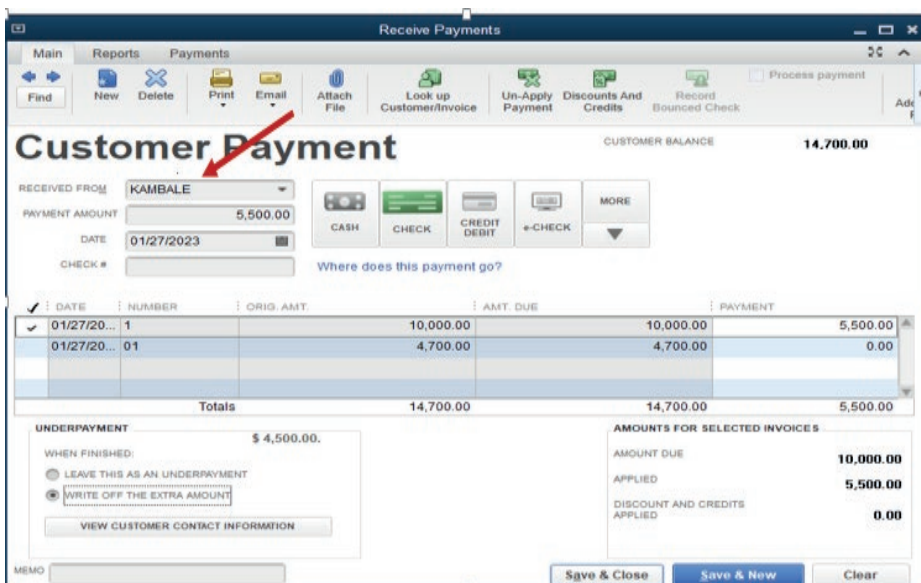 Receive Payments
Main Reports Payments
Find New Delete Print Email Attach File Look up Customer/Invoice Un-Apply Payment Discounts And Credits Record Bounced Check Process payment
Customer Payment
CUSTOMER BALANCE 14,700.00
RECEIVED FROM KAMBALE
PAYMENT AMOUNT 5,500.00
DATE 01/27/2023
CHECK #
CASH CHECK CREDIT DEBIT e-CHECK MORE
Where does this payment go?
DATE NUMBER ORIG. AMT. AMT. DUE PAYMENT
01/27/20... 1 10,000.00 10,000.00 5,500.00
01/27/20... 01 4,700.00 4,700.00 0.00
Totals 14,700.00 14,700.00 5,500.00
UNDERPAYMENT $ 4,500.00.
WHEN FINISHED:
LEAVE THIS AS AN UNDERPAYMENT
WRITE OFF THE EXTRA AMOUNT
VIEW CUSTOMER CONTACT INFORMATION
AMOUNTS FOR SELECTED INVOICES
AMOUNT DUE 10,000.00
APPLIED 5,500.00
DISCOUNT AND CREDITS APPLIED 0.00
MEMO
Save & Close Save & New Clear